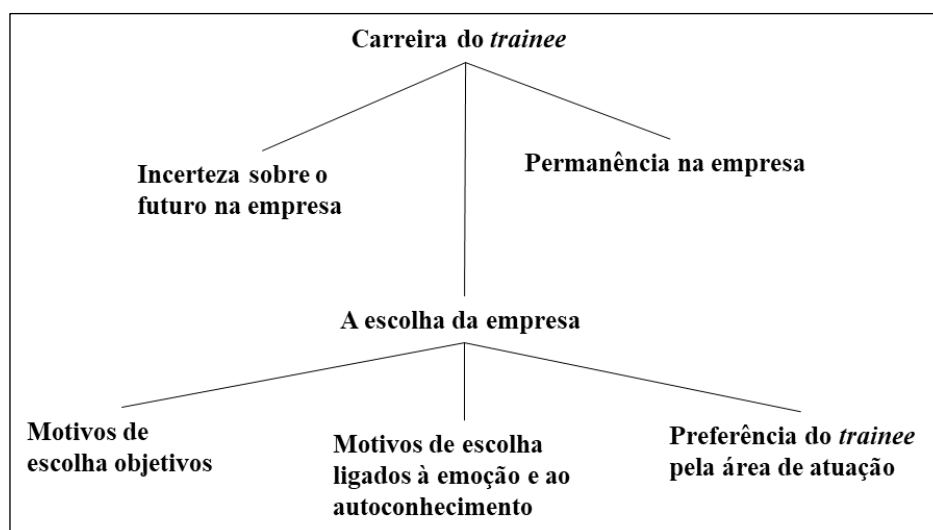 Carreira do trainee
Incerteza sobre o
futuro na empresa
Permanência na empresa
A escolha da empresa
Motivos de
escolha objetivos
Motivos de escolha
ligados à emoção e ao
autoconhecimento
Preferência do trainee
pela área de atuação